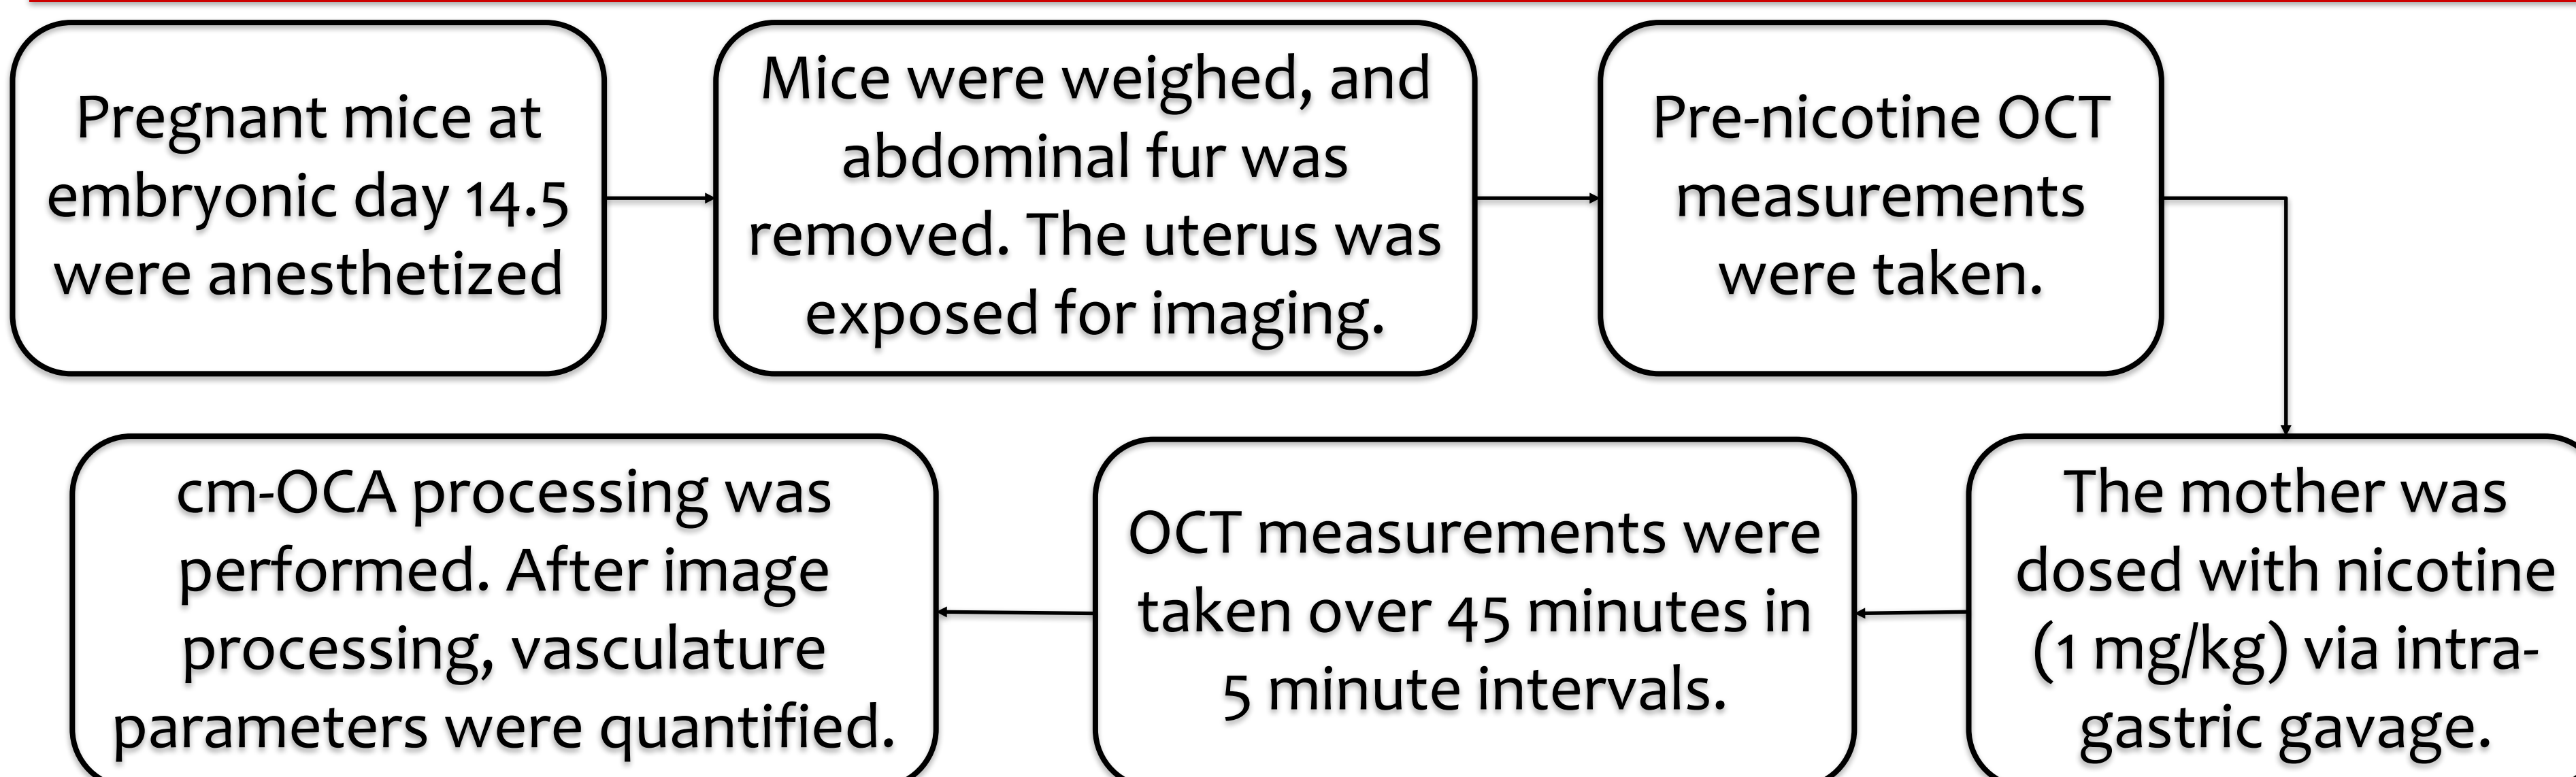 Pregnant mice at
embryonic day 14.5
were anesthetized
Mice were weighed, and
abdominal fur was
removed. The uterus was
exposed for imaging.
Pre-nicotine OCT
measurements
were taken.
The mother was
dosed with nicotine
(1 mg/kg) via intra-
gastric gavage.
OCT measurements were
taken over 45 minutes in
5 minute intervals.
cm-OCA processing was
performed. After image
processing, vasculature
parameters were quantified.